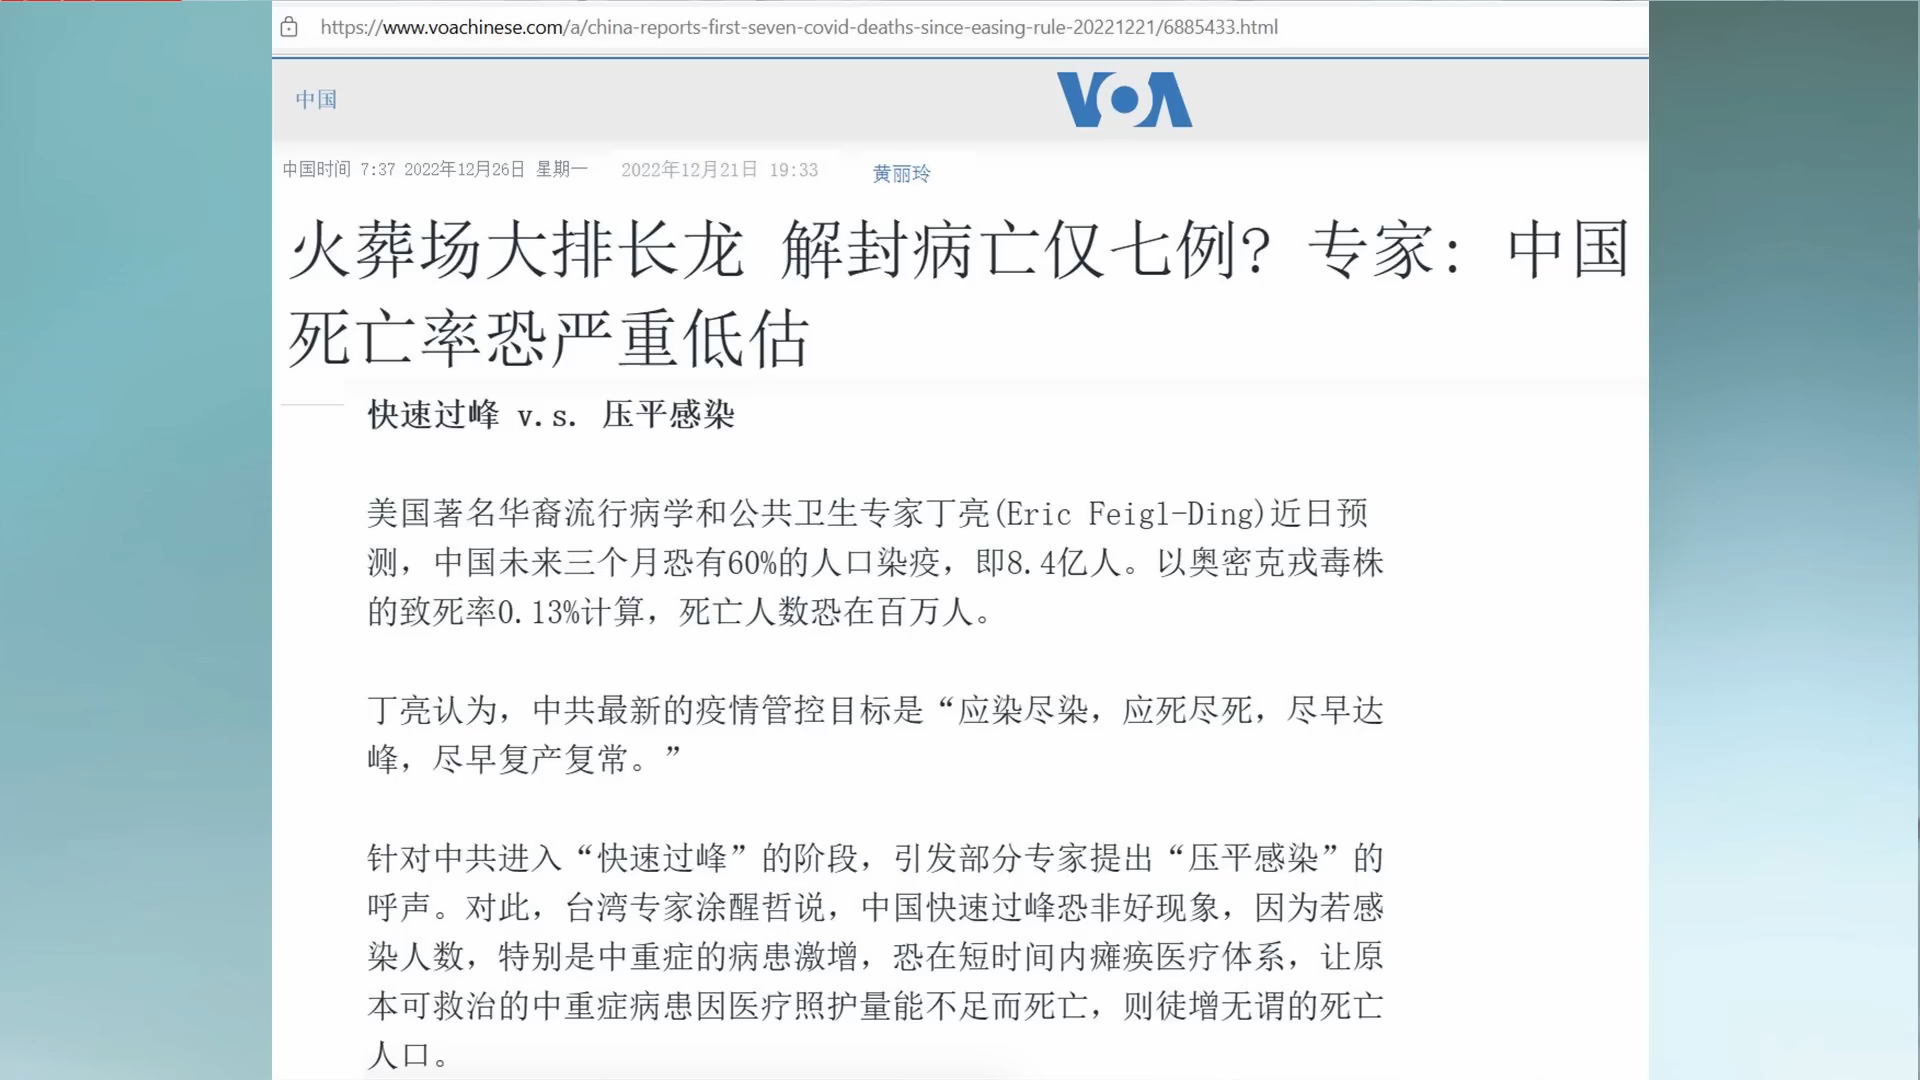 https://www.voachinese.com/a/china-reports-first-seven-covid-deaths-since-easing-rule-20221221/6885433.html
中国
VOA
中国时间 7:37 2022年12月26日 星期一 2022年12月21日 19:33 黄丽玲
火葬场大排长龙 解封病亡仅七例? 专家: 中国
死亡率恐严重低估
快速过峰 v.s. 压平感染
美国著名华裔流行病学和公共卫生专家丁亮(Eric Feigl-Ding)近日预
测，中国未来三个月恐有60%的人口染疫，即8.4亿人。以奥密克戎毒株
的致死率0.13%计算，死亡人数恐在百万人。
丁亮认为，中共最新的疫情管控目标是“应染尽染，应死尽死，尽早达
峰，尽早复产复常。”
针对中共进入“快速过峰”的阶段，引发部分专家提出“压平感染”的
呼声。对此，台湾专家涂醒哲说，中国快速过峰恐非好现象，因为若感
染人数，特别是中重症的病患激增，恐在短时间内瘫痪医疗体系，让原
本可救治的中重症病患因医疗照护量能不足而死亡，则徒增无谓的死亡
人口。